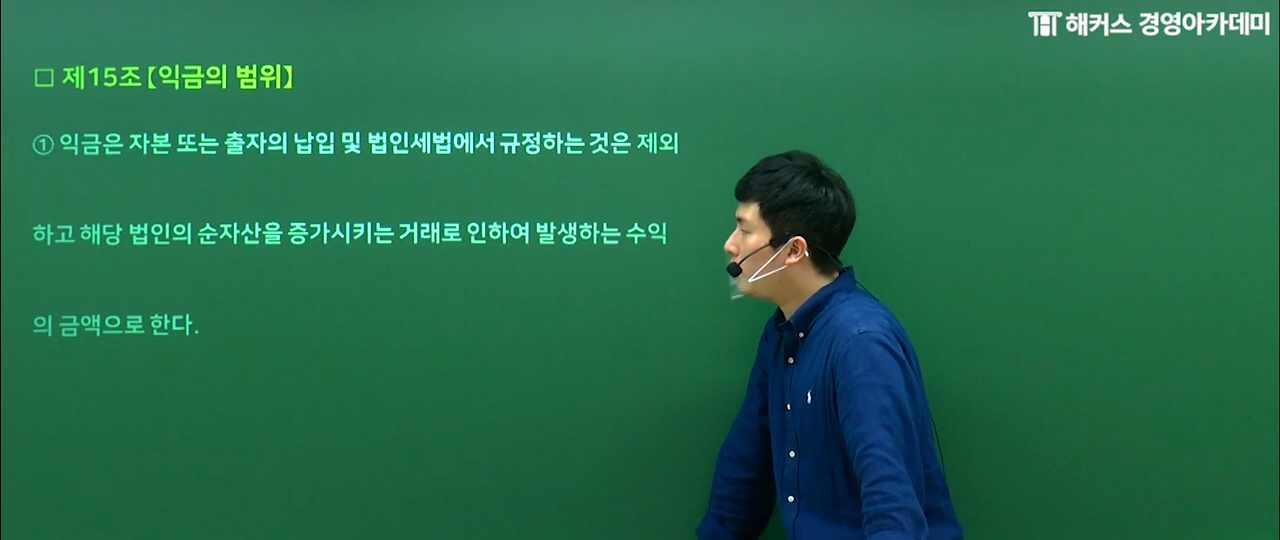 해커스 경영아카데미
□ 제15조【익금의 범위】
① 익금은 자본 또는 출자의 납입 및 법인세법에서 규정하는 것은 제외
하고 해당 법인의 순자산을 증가시키는 거래로 인하여 발생하는 수익
의 금액으로 한다.